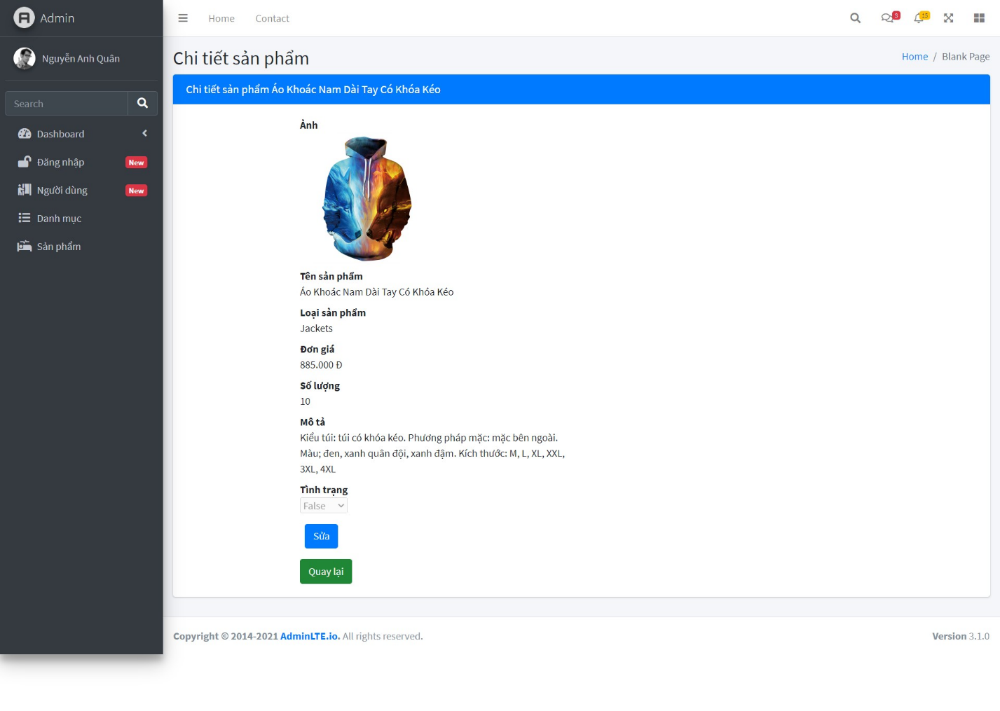 Admin
Home
Contact
3
15
Nguyễn Anh Quân
Search
Dashboard
Đăng nhập
New
Người dùng
New
Danh mục
Sản phẩm
Chi tiết sản phẩm
Home / Blank Page
Chi tiết sản phẩm Áo Khoác Nam Dài Tay Có Khóa Kéo
Ảnh
Tên sản phẩm
Áo Khoác Nam Dài Tay Có Khóa Kéo
Loại sản phẩm
Jackets
Đơn giá
885.000 Đ
Số lượng
10
Mô tả
Kiểu túi: túi có khóa kéo. Phương pháp mặc: mặc bên ngoài.
Màu; đen, xanh quân đội, xanh đậm. Kích thước: M, L, XL, XXL,
3XL, 4XL
Tình trạng
False
Sửa
Quay lại
Copyright © 2014-2021 AdminLTE.io. All rights reserved.
Version 3.1.0